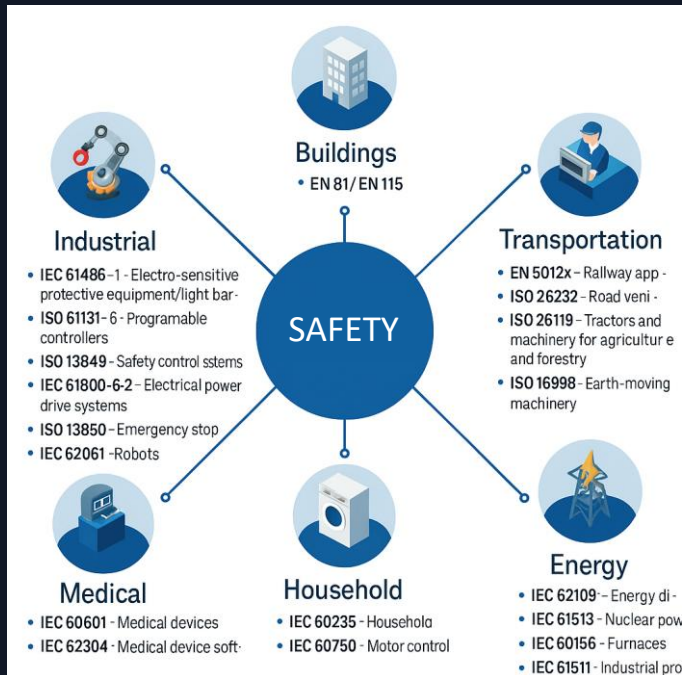 Buildings
• EN 81/EN 115
Industrial
• IEC 61486-1 - Electro-sensitive
protective equipment/light bar-
• ISO 61131-6 - Programable
controllers
• ISO 13849 - Safety control sstems
• IEC 61800-6-2 - Electrical power
drive systems
• ISO 13850 - Emergency stop
• IEC 62061 -Robots
Transportation
• EN 5012x - Rallway app -
• ISO 26232 - Road veni -
• ISO 26119 - Tractors and
machinery for agricultur e
and forestry
• ISO 16998 - Earth-moving
machinery
SAFETY
Medical
• IEC 60601 - Medical devices
• IEC 62304 - Medical device soft-
Household
• IEC 60235 - Househola
• IEC 60750 - Motor control
Energy
• IEC 62109 - Energy di -
• IEC 61513 - Nuclear pow
• IEC 60156 - Furnaces
• IEC 61511 - Industrial pro